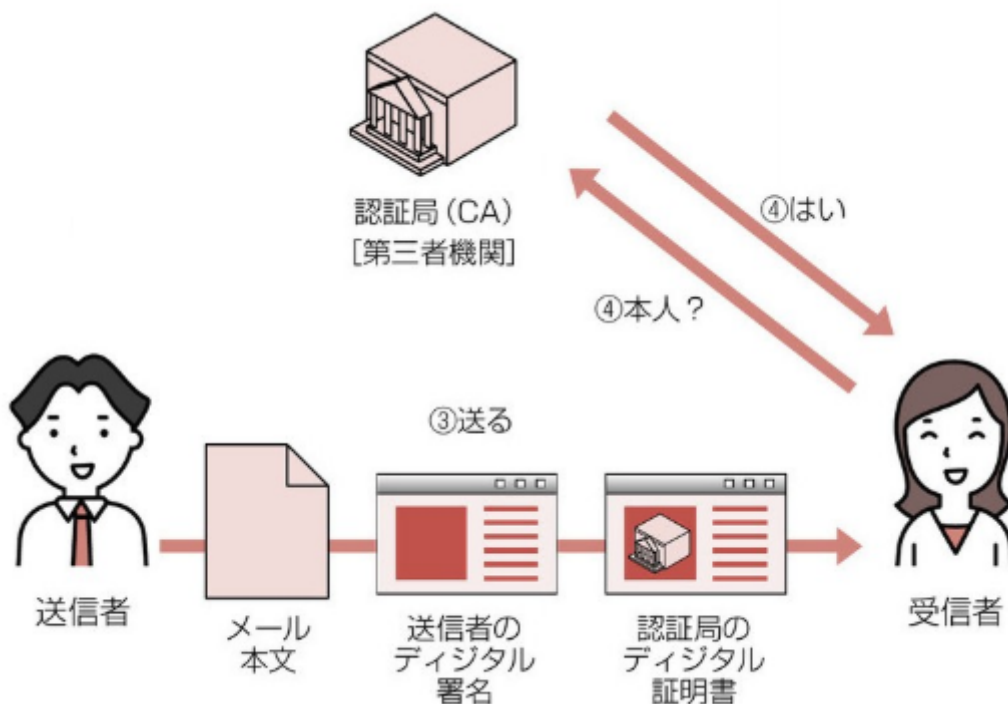 認証局(CA)
[第三者機関]
④はい
④本人？
③送る
送信者
メール
本文
送信者の
ディジタル
署名
認証局の
ディジタル
証明書
受信者